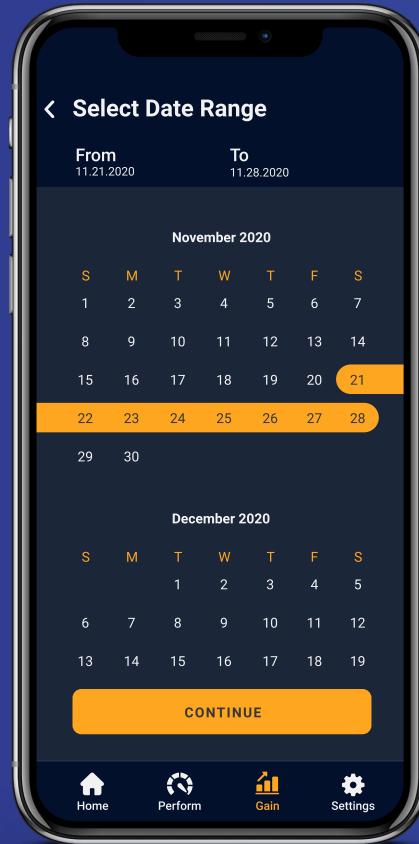 Select Date Range
From To
11.21.2020 11.28.2020
November 2020
S M T W T F S
1 2 3 4 5 6 7
8 9 10 11 12 13 14
15 16 17 18 19 20 21
22 23 24 25 26 27 28
29 30
December 2020
S M T W T F S
1 2 3 4 5
6 7 8 9 10 11 12
13 14 15 16 17 18 19
CONTINUE
Home Perform Gain Settings